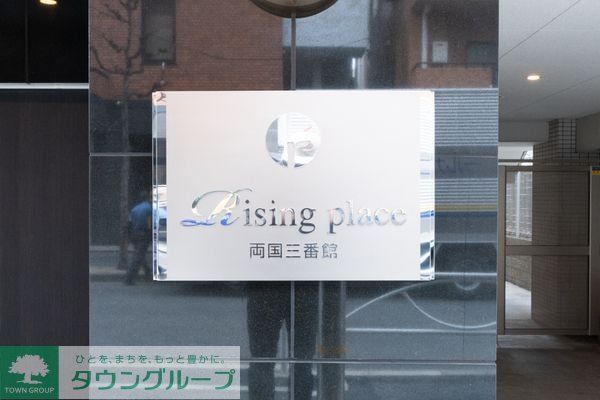 Rising place
両国三番館
ひとを、まちを、もっと豊かに。
タウングループ
TOWN GROUP